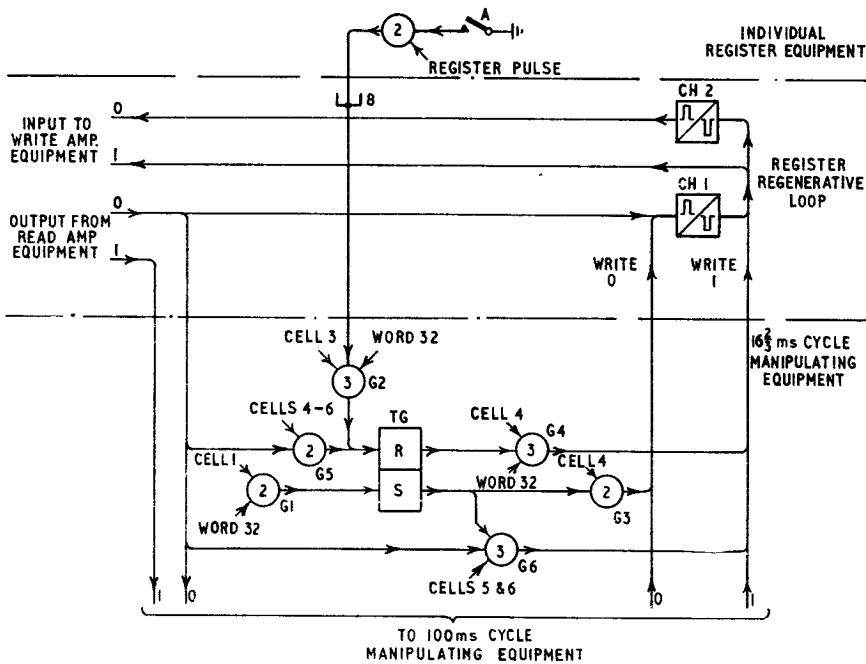 A
2
INDIVIDUAL
REGISTER EQUIPMENT
REGISTER PULSE
8
CH 2
0
INPUT TO
WRITE AMP.
EQUIPMENT
1
REGISTER
REGENERATIVE
LOOP
CH 1
0
OUTPUT FROM
READ AMP
EQUIPMENT
1
WRITE
0
WRITE
1
16⅔ ms CYCLE
MANIPULATING
EQUIPMENT
CELL 3
WORD 32
3
G2
CELLS 4-6
TG
CELL 4
G4
2
G5
R
3
CELL 1
WORD 32
CELL 4
2
G1
S
2
G3
WORD 32
3
G6
CELLS 5 & 6
1
0
0
1
TO 100ms CYCLE
MANIPULATING EQUIPMENT